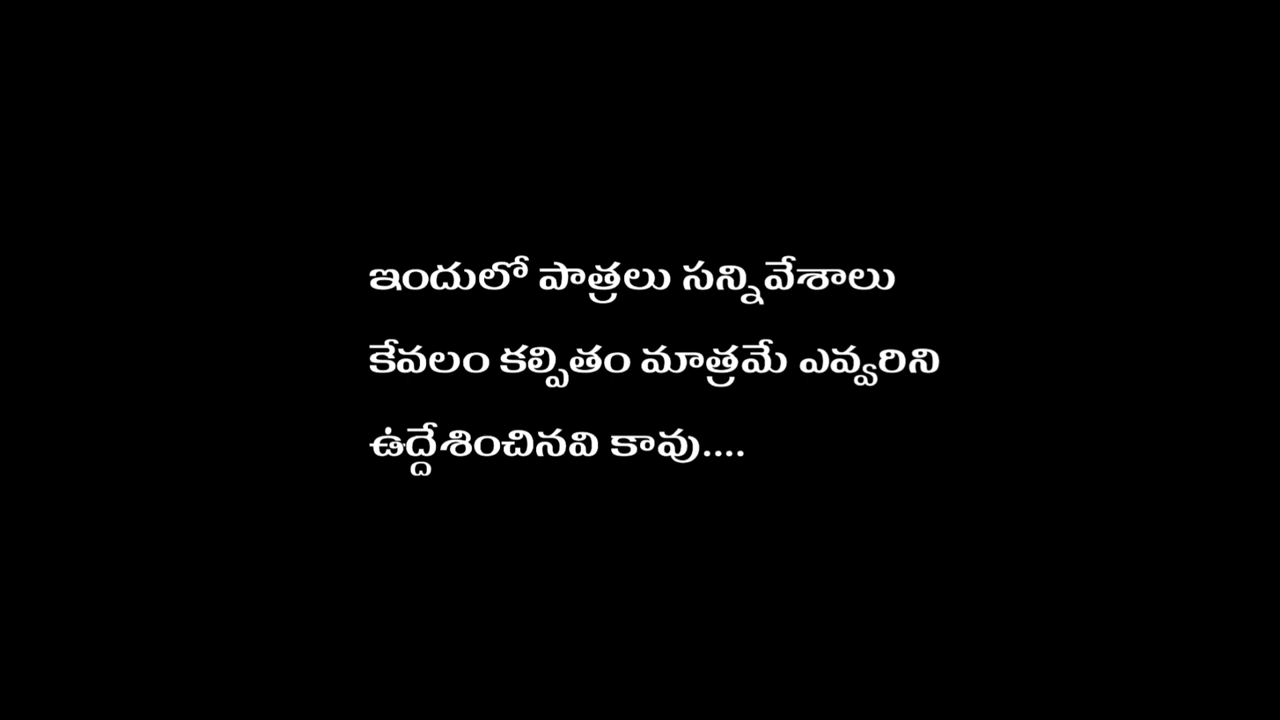 ఇందులో పాత్రలు సన్నివేశాలు
కేవలం కల్పితం మాత్రమే ఎవ్వరిని
ఉద్దేశించినవి కావు....